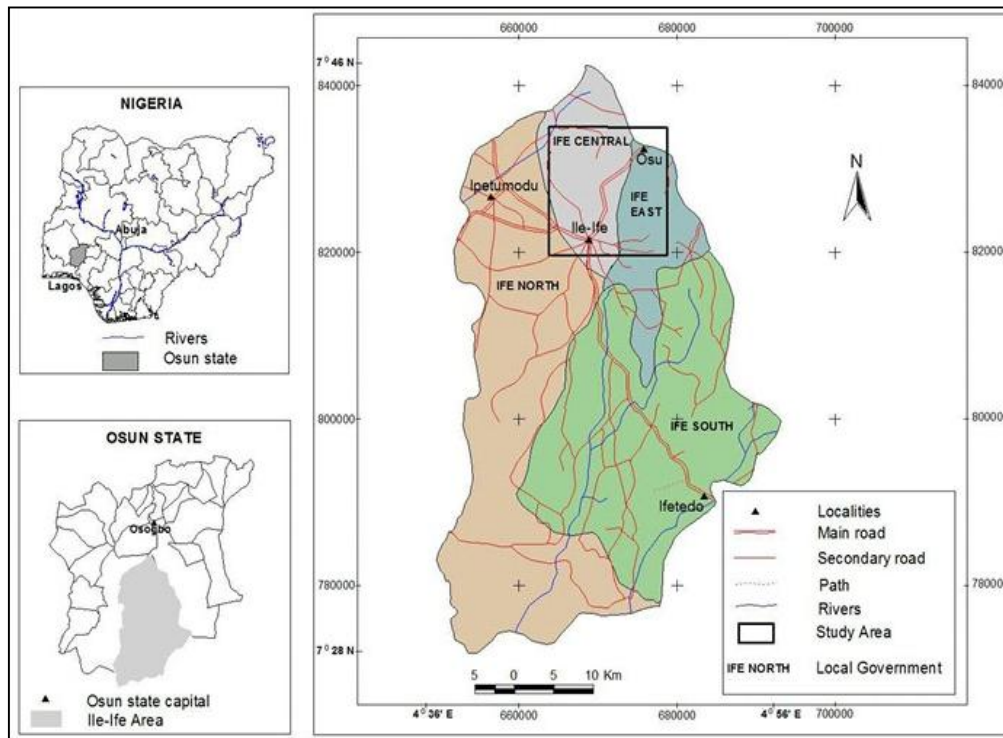 NIGERIA
Abuja
Lagos
Rivers
Osun state
OSUN STATE
Osogbo
Osun state capital
Ile-Ife Area
660000 680000 700000
7° 46 N
840000 840000
IFE CENTRAL
Osu
N
Ipetumodu
IFE
EAST
Ile-Ife
820000 820000
IFE NORTH
800000 800000
IFE SOUTH
Ifetedo
780000 78000
7° 28 N
Localities
Main road
Secondary road
Path
Rivers
Study Area
IFE NORTH Local Government
5 0 5 10 Km
4° 36' E 4° 56' E
660000 680000 700000